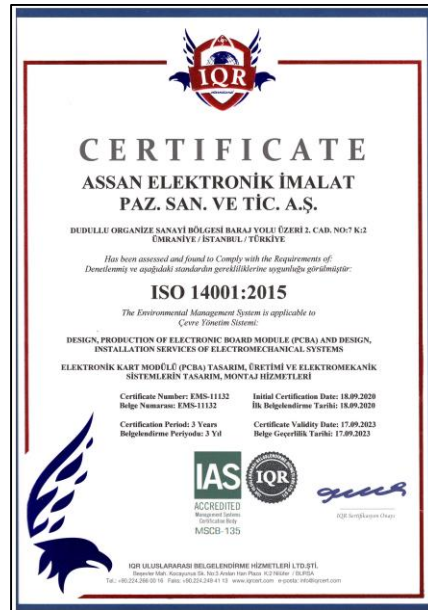 IQR
CERTIFICATE
ASSAN ELEKTRONİK İMALAT
PAZ. SAN. VE TİC. A.Ş.
DUDULLU ORGANİZE SANAYİ BÖLGESİ BARAJ YOLU ÜZERİ 2. CAD. NO:7 K:2
ÜMRANİYE / İSTANBUL / TÜRKİYE
Has been assessed and found to Comply with the Requirements of:
Denetlenmiş ve aşağıdaki standardın gerekliliklerine uygunluğu görülmüştür:
ISO 14001:2015
The Environmental Management System is applicable to
Çevre Yönetim Sistemi:
DESIGN, PRODUCTION OF ELECTRONIC BOARD MODULE (PCBA) AND DESIGN,
INSTALLATION SERVICES OF ELECTROMECHANICAL SYSTEMS
ELEKTRONİK KART MODÜLÜ (PCBA) TASARIM, ÜRETİMİ VE ELEKTROMEKANİK
SİSTEMLERİN TASARIM, MONTAJ HİZMETLERİ
Certificate Number: EMS-11132 Initial Certification Date: 18.09.2020
Belge Numarası: EMS-11132 İlk Belgelendirme Tarihi: 18.09.2020
Certification Period: 3 Years Certificate Validity Date: 17.09.2023
Belgelendirme Periyodu: 3 Yıl Belge Geçerlilik Tarihi: 17.09.2023
IAS
ACCREDITED
Management Systems
Certification Body
MSCB-135
IQR
IQR Sertifikasyon Onayı
IQR ULUSLARARASI BELGELENDİRME HİZMETLERİ LTD.ŞTİ.